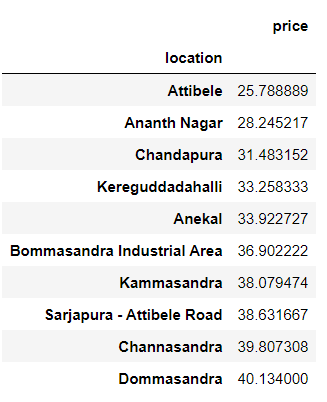 price
location
Attibele 25.788889
Ananth Nagar 28.245217
Chandapura 31.483152
Kereguddadahalli 33.258333
Anekal 33.922727
Bommasandra Industrial Area 36.902222
Kammasandra 38.079474
Sarjapura - Attibele Road 38.631667
Channasandra 39.807308
Dommasandra 40.134000